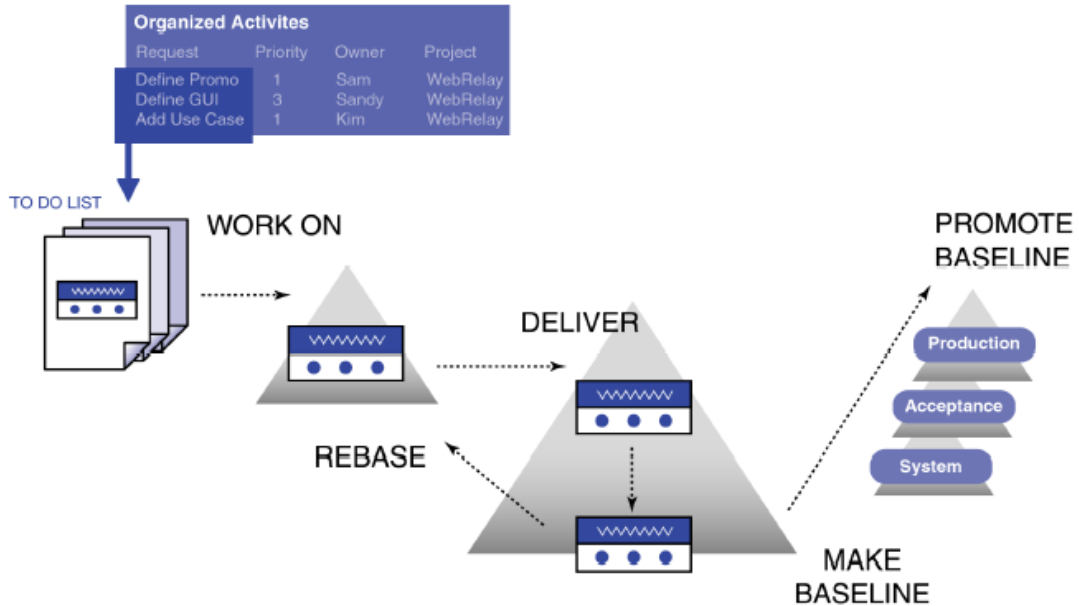 Organized Activites
Request Priority Owner Project
Define Promo 1 Sam WebRelay
Define GUI 3 Sandy WebRelay
Add Use Case 1 Kim WebRelay
TO DO LIST
WORK ON
PROMOTE
BASELINE
DELIVER
Production
Acceptance
REBASE
System
MAKE
BASELINE